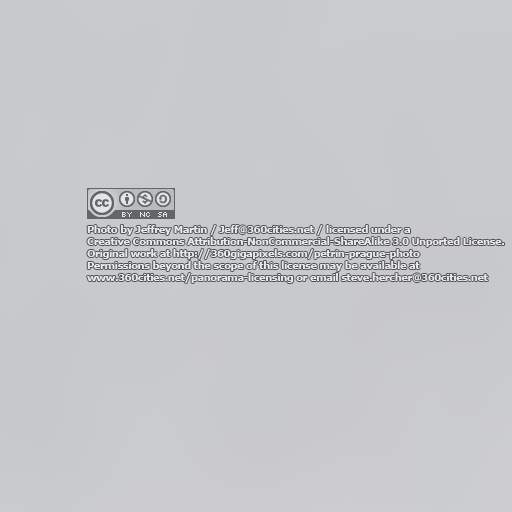 cc BY NC SA
Photo by Jeffrey Martin / Jeff@360cities.net / licensed under a
Creative Commons Attribution-NonCommercial-ShareAlike 3.0 Unported License.
Original work at http://360gigapixels.com/petrin-prague-photo
Permissions beyond the scope of this license may be available at
www.360cities.net/panorama-licensing or email steve.hercher@360cities.net